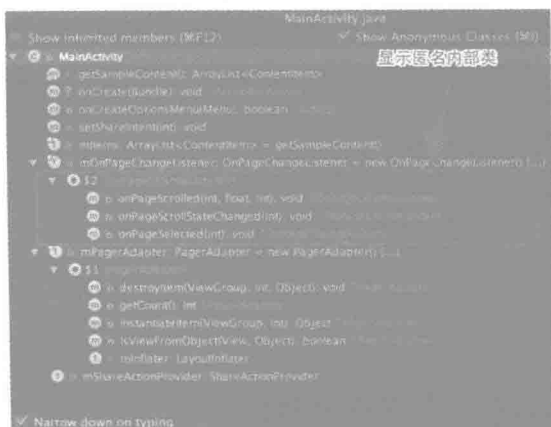 MainActivity.java
Show inherited members (⌘F12)
Show Anonymous Classes (⌘I)
MainActivity
显示匿名内部类
getSampleContent(): ArrayList<ContentItem>
onCreate(Bundle): void
onCreateOptionsMenu(Menu): boolean
setShareIntent(int): void
mItems: ArrayList<ContentItem> = getSampleContent()
mOnPageChangeListener: OnPageChangeListener = new OnPageChangeListener() {...}
$2
onPageScrolled(int, float, int): void
onPageScrollStateChanged(int): void
onPageSelected(int): void
mPagerAdapter: PagerAdapter = new PagerAdapter() {...}
$1
destroyItem(ViewGroup, int, Object): void
getCount(): int
instantiateItem(ViewGroup, int): Object
isViewFromObject(View, Object): boolean
mInflater: LayoutInflater
mShareActionProvider: ShareActionProvider
Narrow down on typing